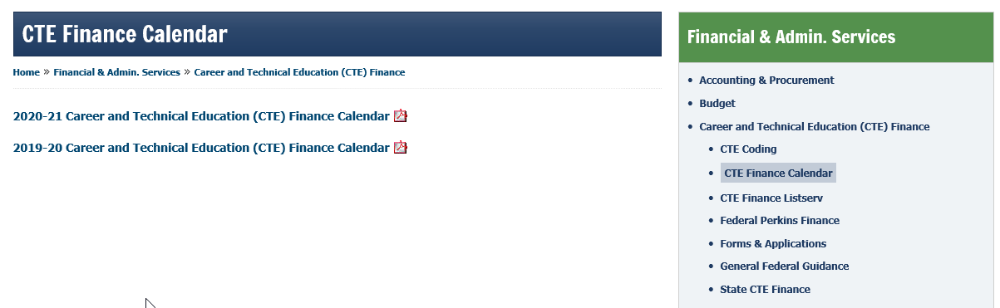 CTE Finance Calendar
Home » Financial & Admin. Services » Career and Technical Education (CTE) Finance
2020-21 Career and Technical Education (CTE) Finance Calendar
2019-20 Career and Technical Education (CTE) Finance Calendar
Financial & Admin. Services
• Accounting & Procurement
• Budget
• Career and Technical Education (CTE) Finance
• CTE Coding
• CTE Finance Calendar
• CTE Finance Listserv
• Federal Perkins Finance
• Forms & Applications
• General Federal Guidance
• State CTE Finance